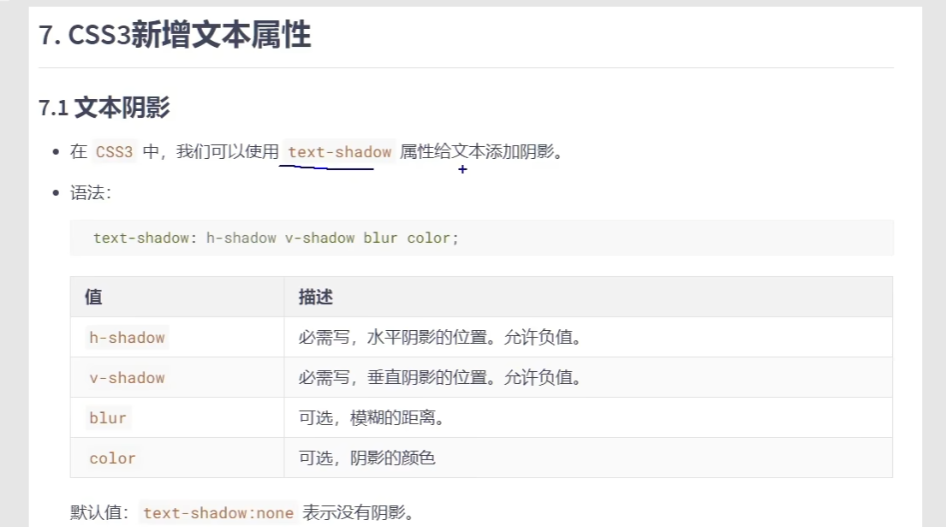 7. CSS3新增文本属性
7.1 文本阴影
• 在 CSS3 中，我们可以使用 text-shadow 属性给文本添加阴影。
• 语法：
text-shadow: h-shadow v-shadow blur color;
值 描述
h-shadow 必需写，水平阴影的位置。允许负值。
v-shadow 必需写，垂直阴影的位置。允许负值。
blur 可选，模糊的距离。
color 可选，阴影的颜色
默认值：text-shadow:none 表示没有阴影。